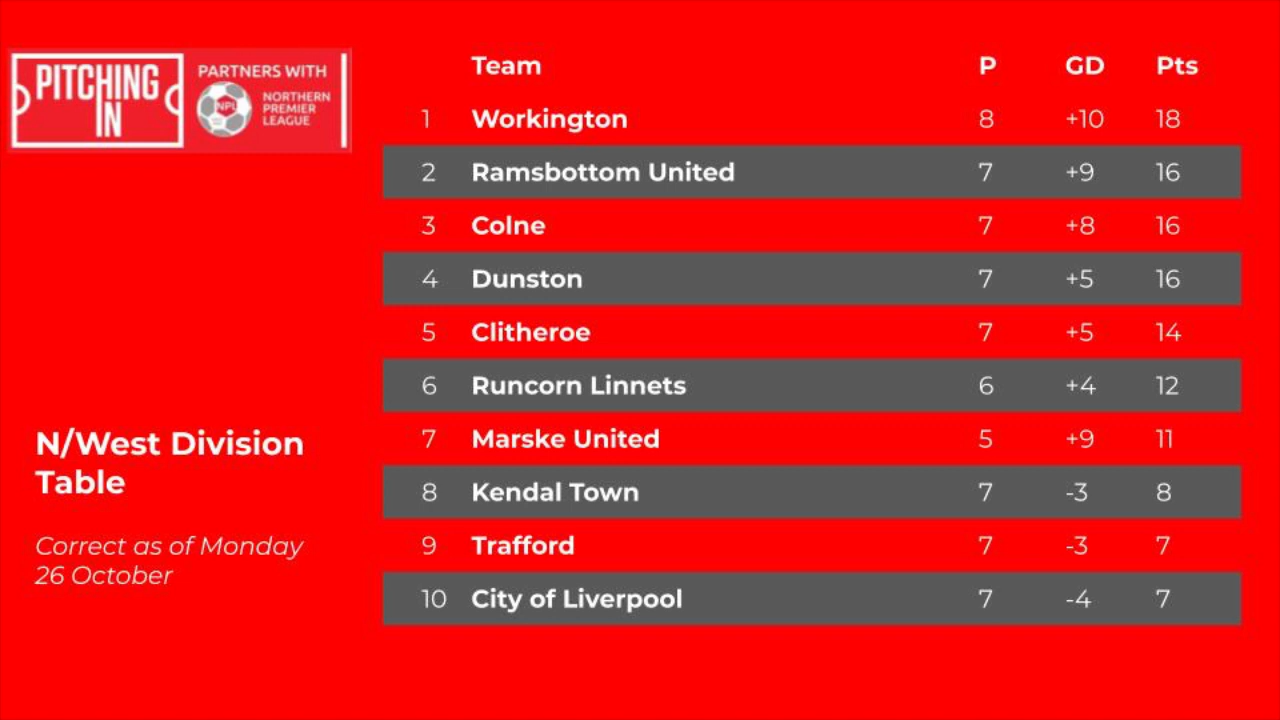 PITCHING
IN
PARTNERS WITH
NPL
NORTHERN
PREMIER
LEAGUE
N/West Division
Table
Correct as of Monday
26 October
Team P GD Pts
1 Workington 8 +10 18
2 Ramsbottom United 7 +9 16
3 Colne 7 +8 16
4 Dunston 7 +5 16
5 Clitheroe 7 +5 14
6 Runcorn Linnets 6 +4 12
7 Marske United 5 +9 11
8 Kendal Town 7 -3 8
9 Trafford 7 -3 7
10 City of Liverpool 7 -4 7